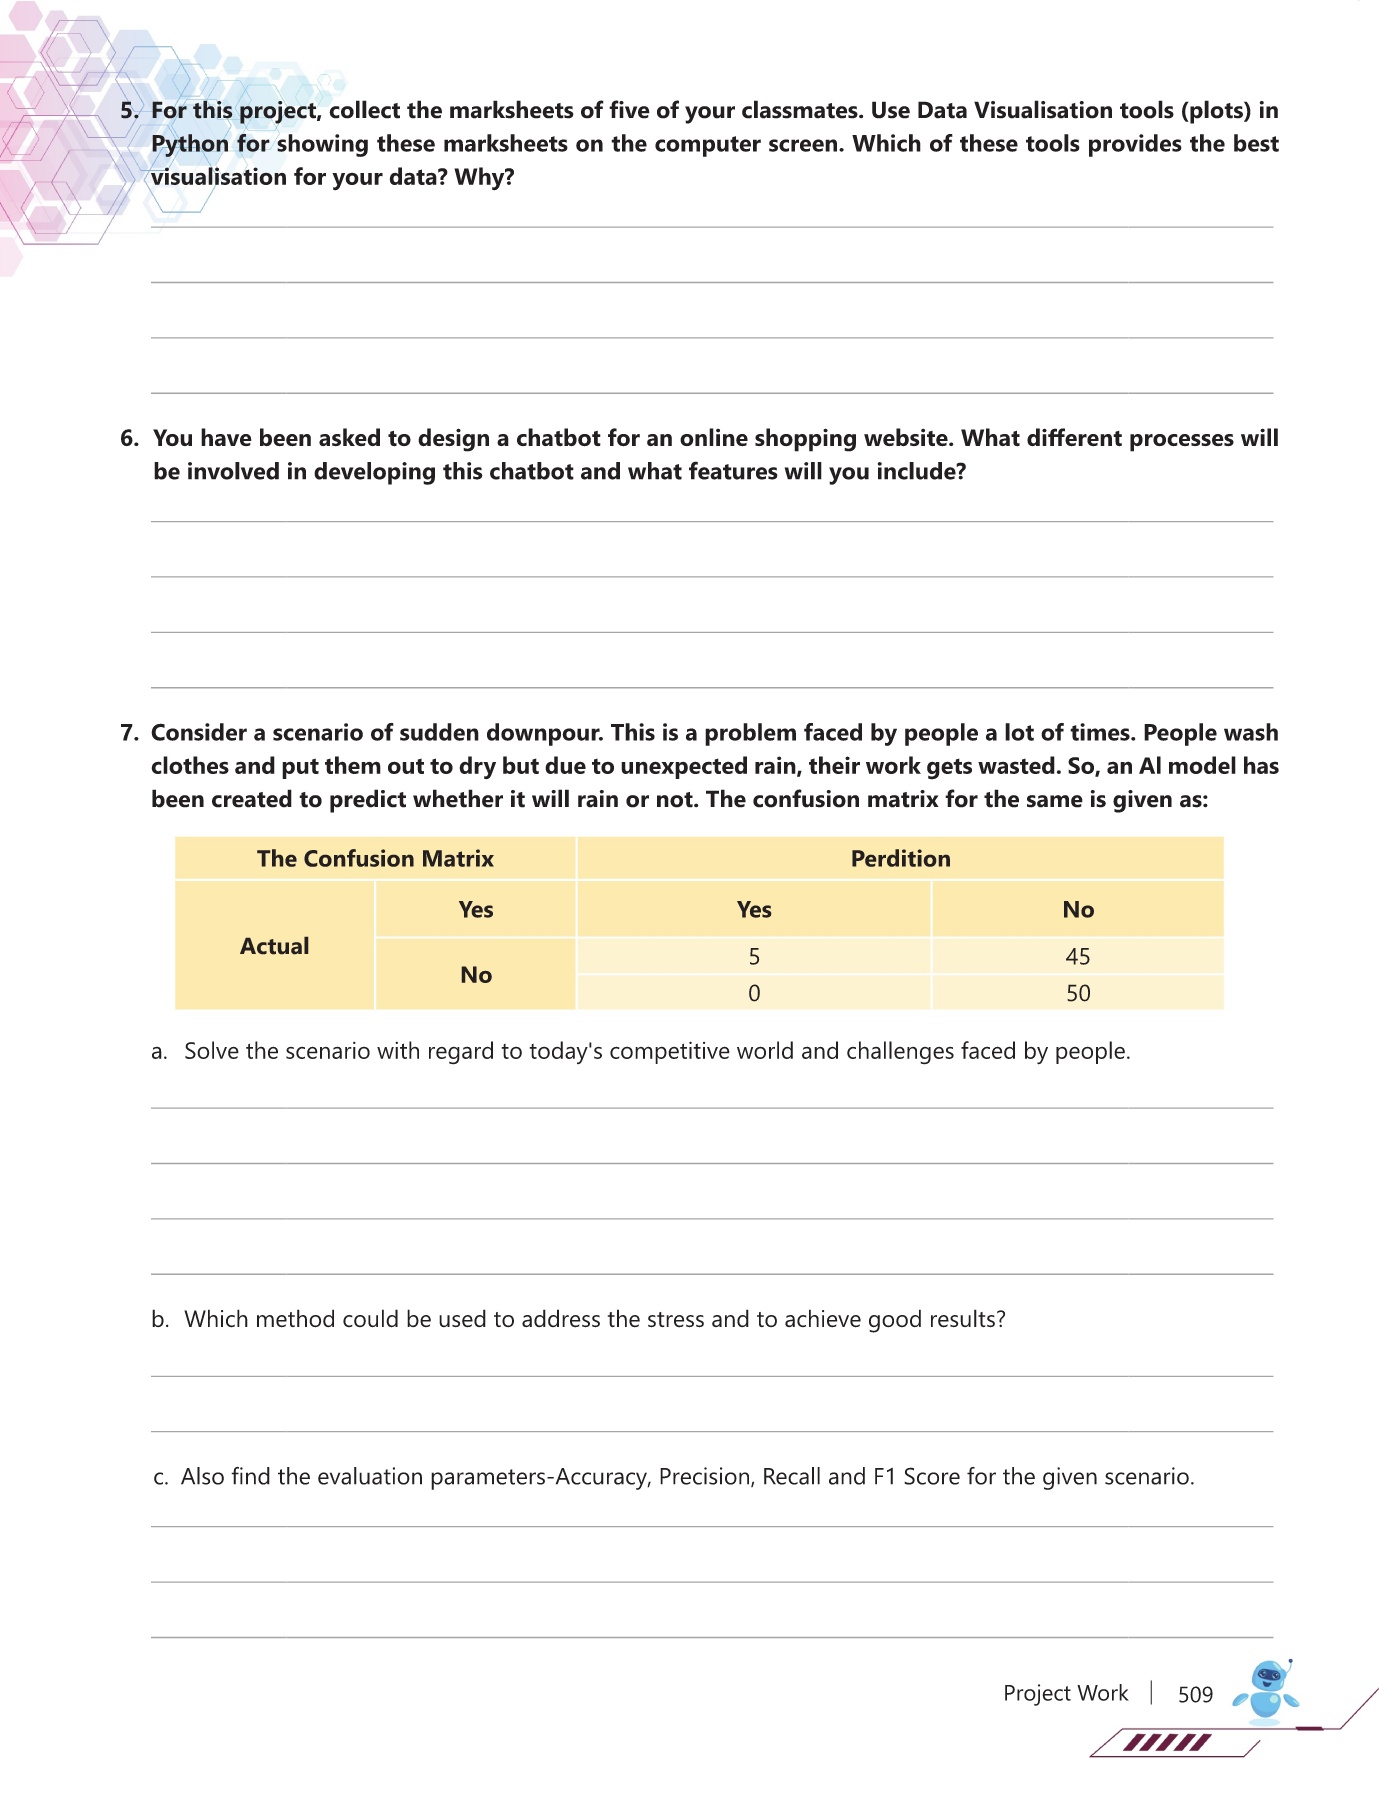 5. For this project, collect the marksheets of five of your classmates. Use Data Visualisation tools (plots) in
Python for showing these marksheets on the computer screen. Which of these tools provides the best
visualisation for your data? Why?
6. You have been asked to design a chatbot for an online shopping website. What different processes will
be involved in developing this chatbot and what features will you include?
7. Consider a scenario of sudden downpour. This is a problem faced by people a lot of times. People wash
clothes and put them out to dry but due to unexpected rain, their work gets wasted. So, an Al model has
been created to predict whether it will rain or not. The confusion matrix for the same is given as:
The Confusion Matrix Perdition
Actual Yes Yes No
No 5 45
0 50
a. Solve the scenario with regard to today's competitive world and challenges faced by people.
b. Which method could be used to address the stress and to achieve good results?
c. Also find the evaluation parameters-Accuracy, Precision, Recall and F1 Score for the given scenario.
Project Work 509